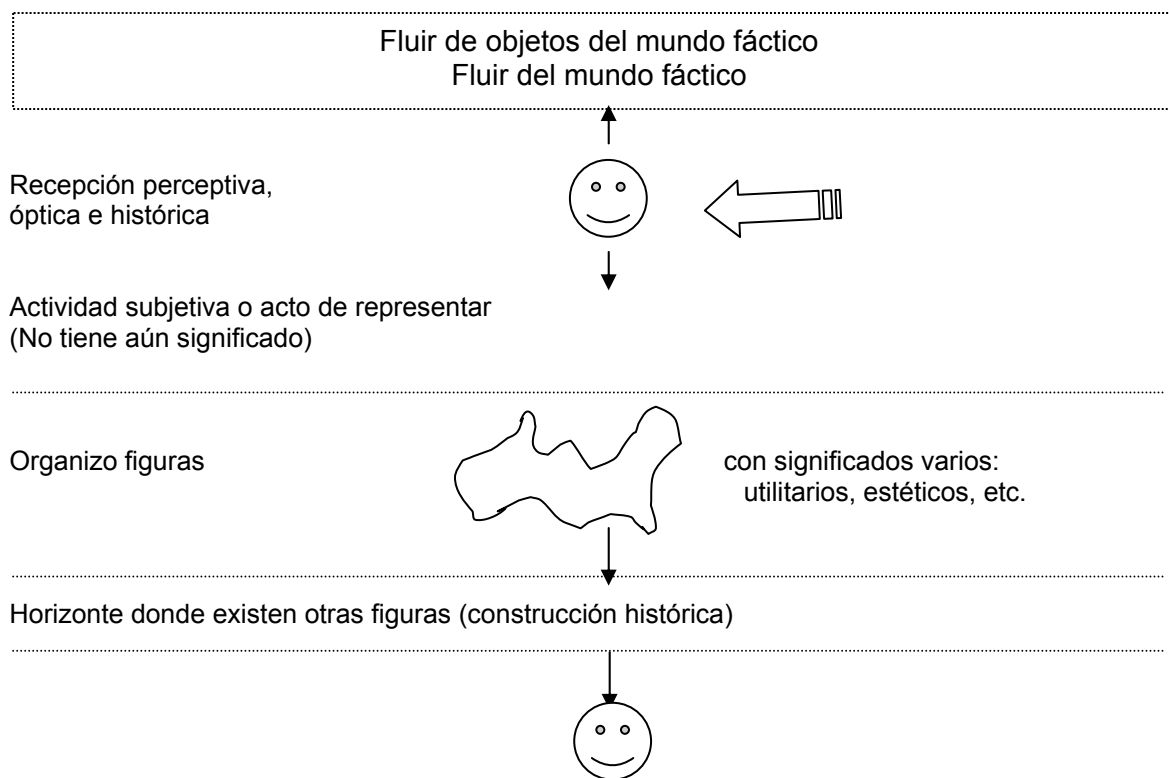 Fluir de objetos del mundo fáctico
Fluir del mundo fáctico
Recepción perceptiva,
óptica e histórica
Actividad subjetiva o acto de representar
(No tiene aún significado)
Organizo figuras
con significados varios:
utilitarios, estéticos, etc.
Horizonte donde existen otras figuras (construcción histórica)